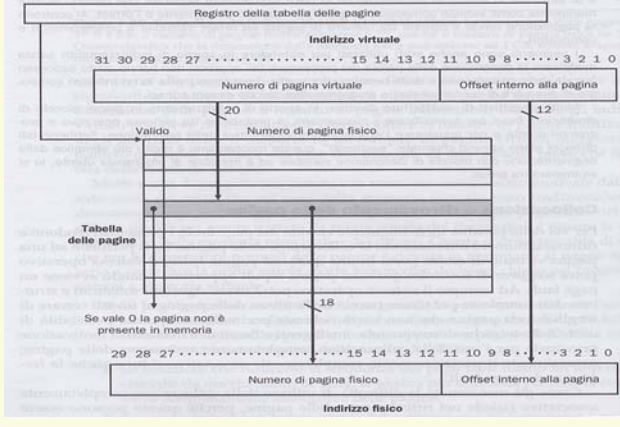 Registro della tabella delle pagine
Indirizzo virtuale
31 30 29 28 27 · · · · · · · · · · · · · · · · · · · 15 14 13 12 11 10 9 8 · · · · · · 3 2 1 0
Numero di pagina virtuale Offset interno alla pagina
20 12
Valido Numero di pagina fisico
Tabella
delle pagine
18
Se vale 0 la pagina non è
presente in memoria
29 28 27 · · · · · · · · · · · · · · · · · · · 15 14 13 12 11 10 9 8 · · · · · · 3 2 1 0
Numero di pagina fisico Offset interno alla pagina
Indirizzo fisico